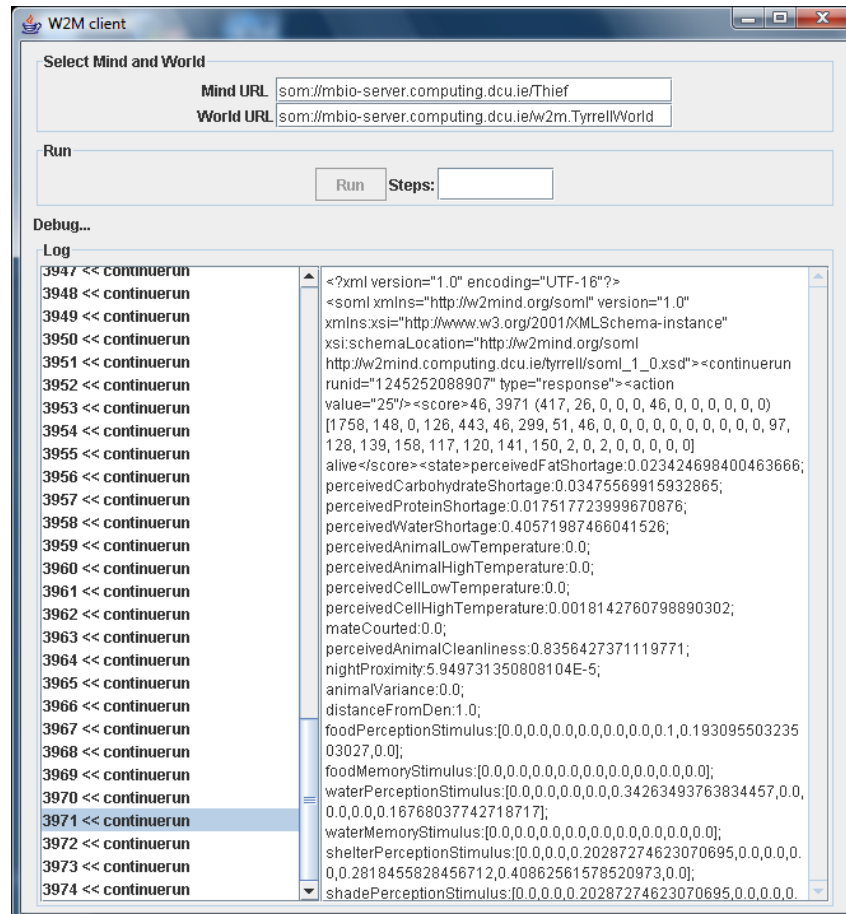 W2M client
Select Mind and World
Mind URL som://mbio-server.computing.dcu.ie/Thief
World URL som://mbio-server.computing.dcu.ie/w2m.TyrrellWorld
Run
Run Steps:
Debug...
Log
3947 << continuerun
3948 << continuerun
3949 << continuerun
3950 << continuerun
3951 << continuerun
3952 << continuerun
3953 << continuerun
3954 << continuerun
3955 << continuerun
3956 << continuerun
3957 << continuerun
3958 << continuerun
3959 << continuerun
3960 << continuerun
3961 << continuerun
3962 << continuerun
3963 << continuerun
3964 << continuerun
3965 << continuerun
3966 << continuerun
3967 << continuerun
3968 << continuerun
3969 << continuerun
3970 << continuerun
3971 << continuerun
3972 << continuerun
3973 << continuerun
3974 << continuerun
<?xml version="1.0" encoding="UTF-16"?>
<soml xmlns="http://w2mind.org/soml" version="1.0"
xmlns:xsi="http://www.w3.org/2001/XMLSchema-instance"
xsi:schemaLocation="http://w2mind.org/soml
http://w2mind.computing.dcu.ie/tyrrell/soml_1_0.xsd"><continuerun
runid="1245252088907" type="response"><action
value="25"/><score>46, 3971 (417, 26, 0, 0, 0, 46, 0, 0, 0, 0, 0, 0)
[1758, 148, 0, 126, 443, 46, 299, 51, 46, 0, 0, 0, 0, 0, 0, 0, 0, 0, 97,
128, 139, 158, 117, 120, 141, 150, 2, 0, 2, 0, 0, 0, 0, 0]
alive</score><state>perceivedFatShortage:0.023424698400463666;
perceivedCarbohydrateShortage:0.03475569915932865;
perceivedProteinShortage:0.017517723999670876;
perceivedWaterShortage:0.40571987466041526;
perceivedAnimalLowTemperature:0.0;
perceivedAnimalHighTemperature:0.0;
perceivedCellLowTemperature:0.0;
perceivedCellHighTemperature:0.0018142760798890302;
mateCourted:0.0;
perceivedAnimalCleanliness:0.8356427371119771;
nightProximity:5.949731350808104E-5;
animalVariance:0.0;
distanceFromDen:1.0;
foodPerceptionStimulus:[0.0,0.0,0.0,0.0,0.0,0.0,0.1,0.193095503235
03027,0.0];
foodMemoryStimulus:[0.0,0.0,0.0,0.0,0.0,0.0,0.0,0.0,0.0];
waterPerceptionStimulus:[0.0,0.0,0.0,0.0,0.34263493763834457,0.0,
0.0,0.0,0.16768037742718717];
waterMemoryStimulus:[0.0,0.0,0.0,0.0,0.0,0.0,0.0,0.0,0.0];
shelterPerceptionStimulus:[0.0,0.0,0.20287274623070695,0.0,0.0,0.
0,0.2818455828456712,0.40862561578520973,0.0];
shadePerceptionStimulus:[0.0,0.0,0.20287274623070695,0.0,0.0,0.